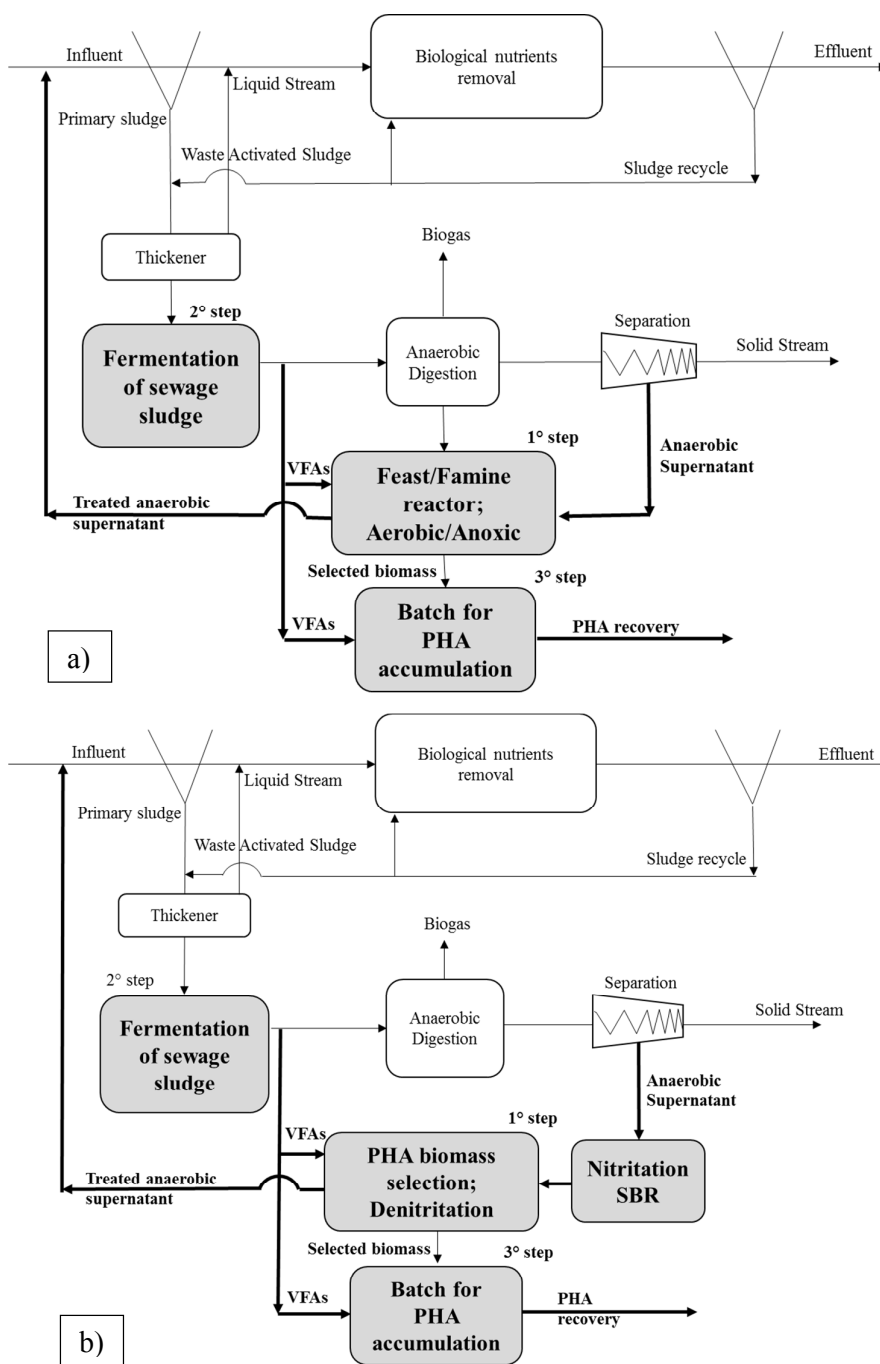 Influent
Biological nutrients
removal
Effluent
Liquid Stream
Primary sludge
Waste Activated Sludge
Sludge recycle
Thickener
Biogas
2° step
Separation
Fermentation
of sewage
sludge
Anaerobic
Digestion
Solid Stream
1° step
Anaerobic
Supernatant
VFAs
Feast/Famine
reactor;
Aerobic/Anoxic
Treated anaerobic
supernatant
Selected biomass
3° step
Batch for
PHA
accumulation
VFAs
PHA recovery
a)
Influent
Biological nutrients
removal
Effluent
Liquid Stream
Primary sludge
Waste Activated Sludge
Sludge recycle
Thickener
Biogas
2° step
Separation
Fermentation
of sewage
sludge
Anaerobic
Digestion
Solid Stream
Anaerobic
Supernatant
1° step
VFAs
PHA biomass
selection;
Denitritation
Nitritation
SBR
Treated anaerobic
supernatant
Selected biomass
3° step
Batch for
PHA
accumulation
VFAs
PHA
recovery
b)